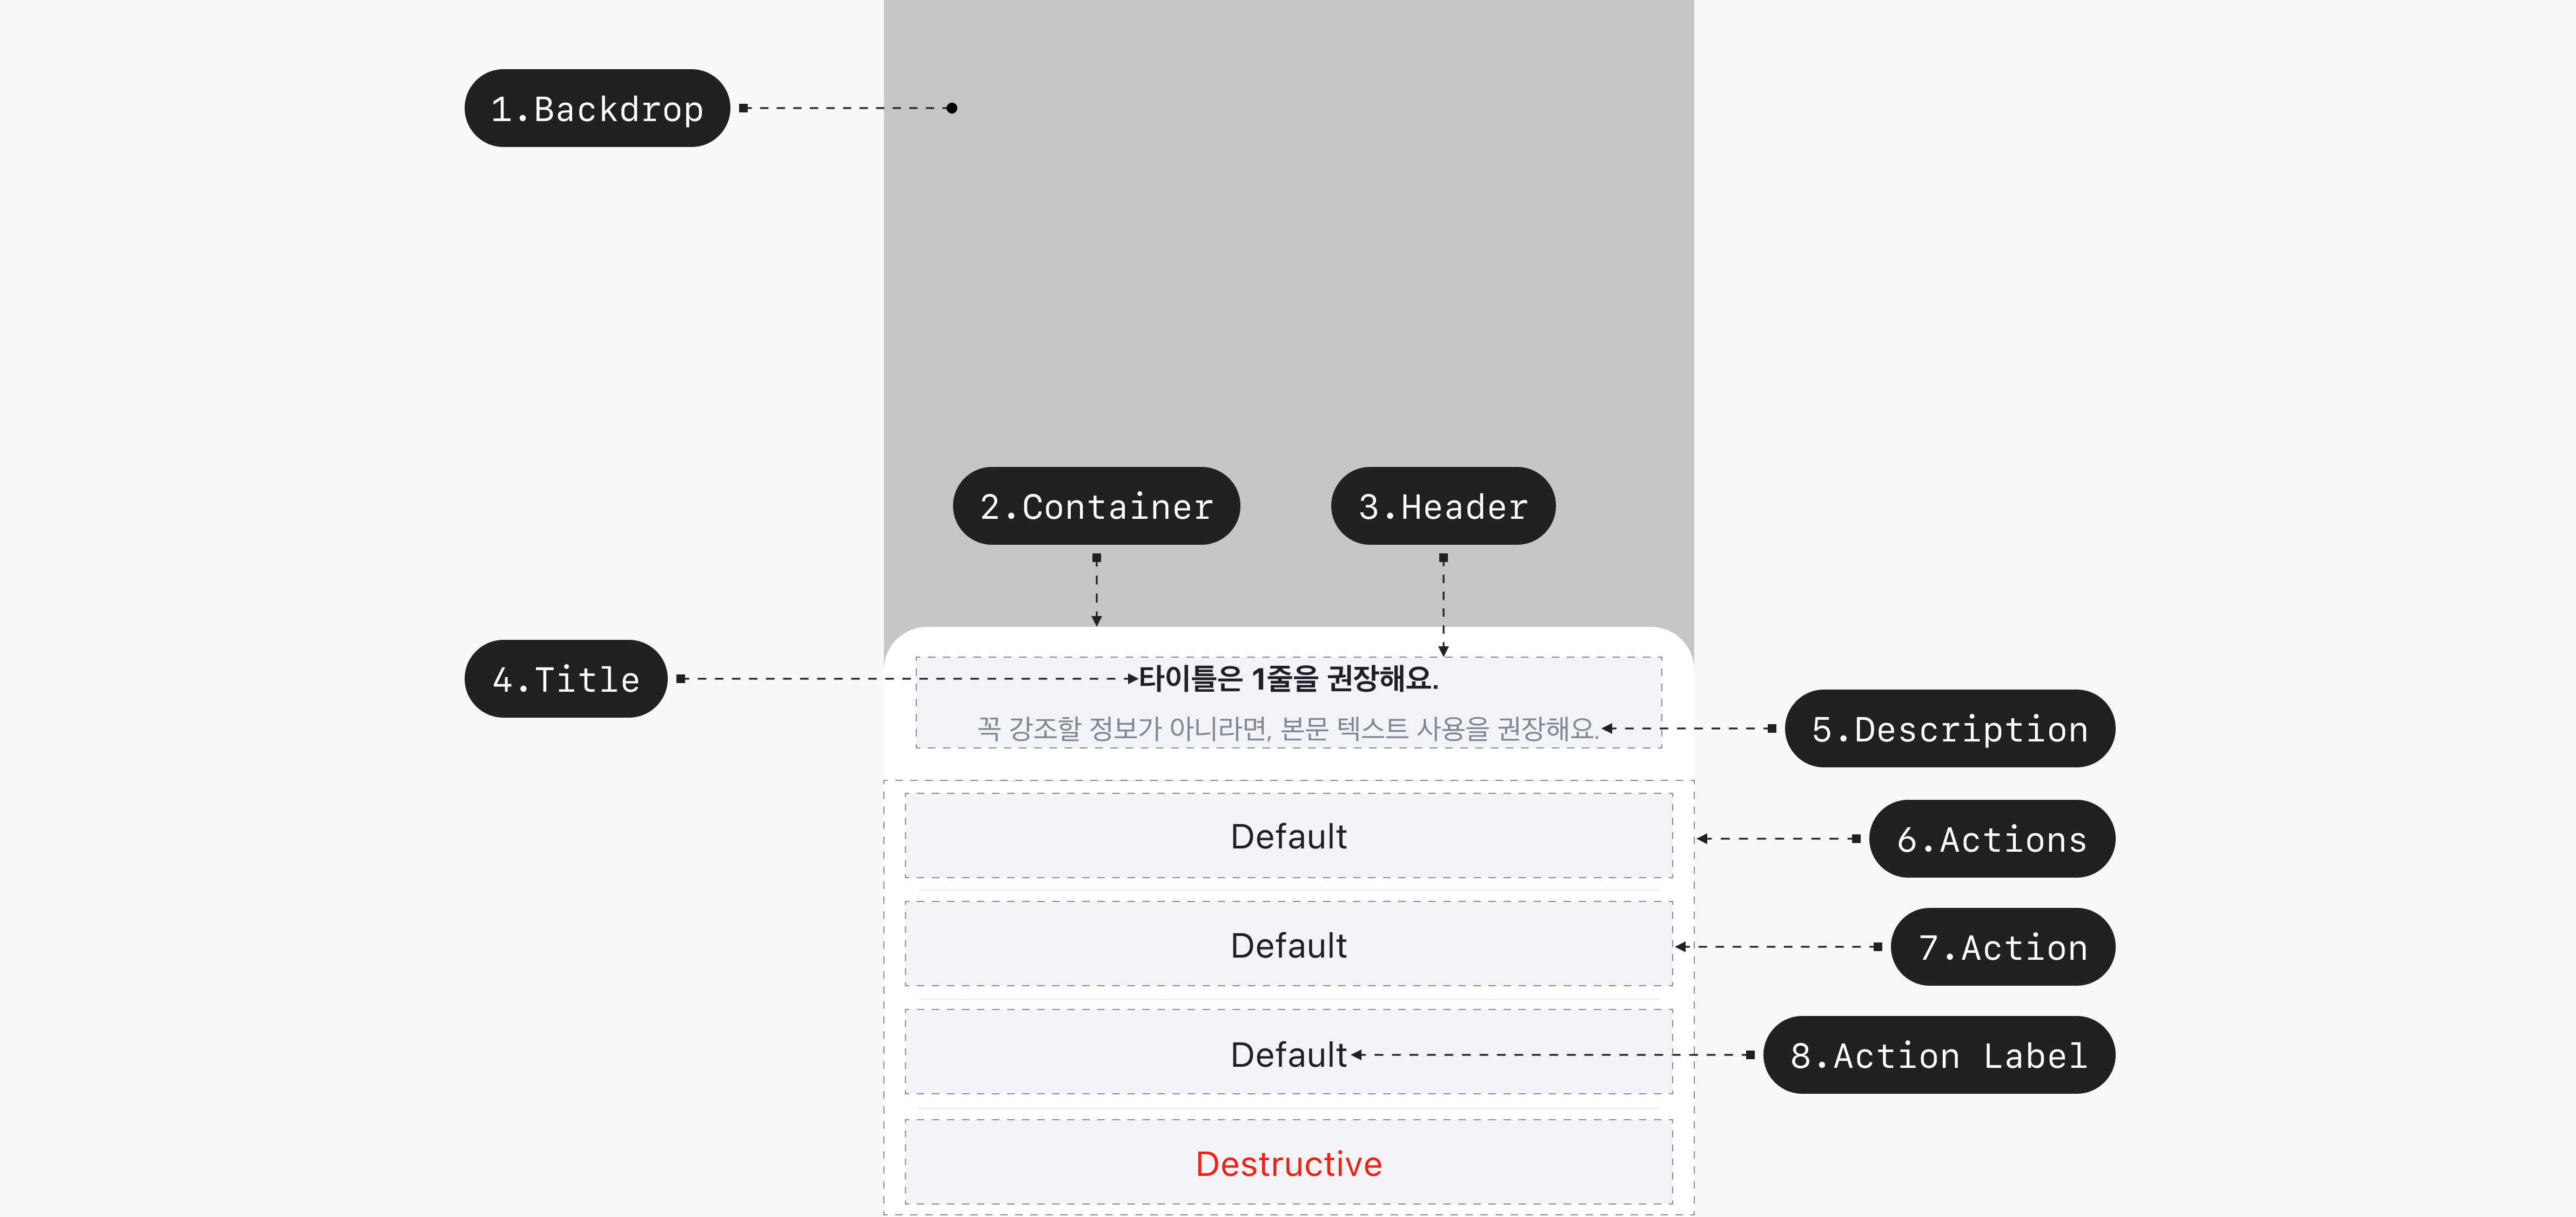 1.Backdrop
2.Container
3.Header
4.Title
타이틀은 1줄을 권장해요.
꼭 강조할 정보가 아니라면, 본문 텍스트 사용을 권장해요.
5.Description
Default
6.Actions
Default
7.Action
Default
8.Action Label
Destructive